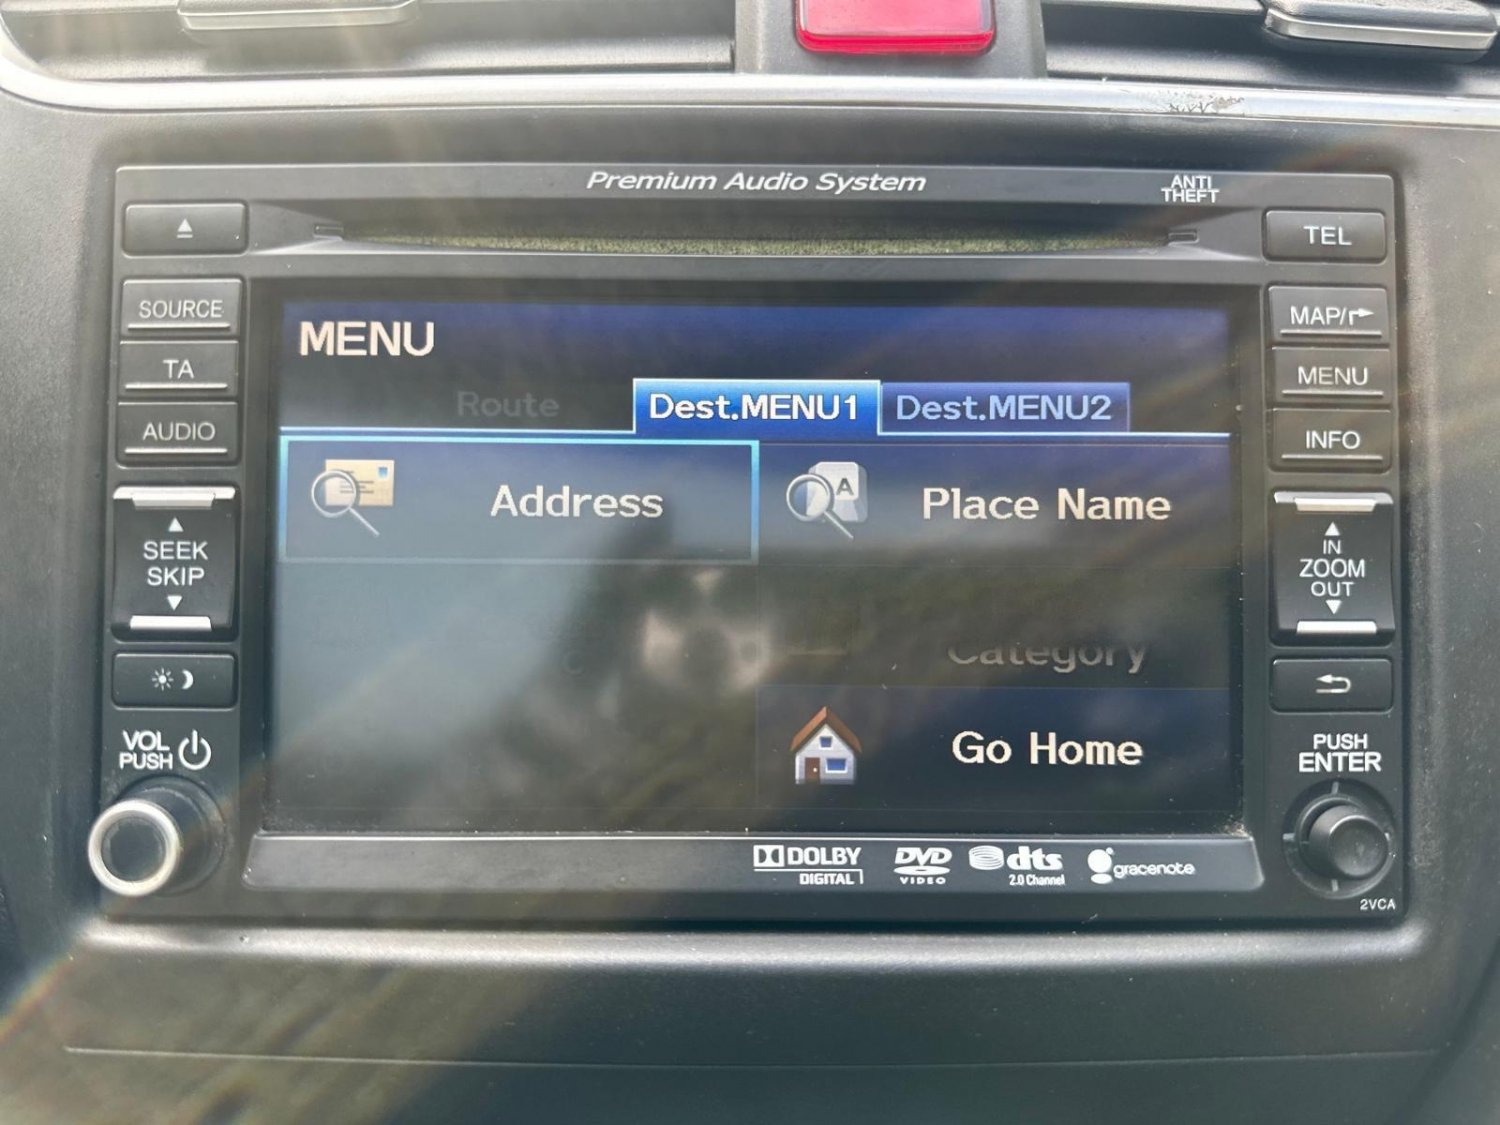 Premium Audio System
ANTI
THEFT
TEL
SOURCE
MAP/
TA
MENU
AUDIO
INFO
MENU
Route
Dest.MENU1
Dest.MENU2
Address
A
Place Name
Category
Go Home
SEEK
SKIP
IN
ZOOM
OUT
VOL
PUSH
PUSH
ENTER
DOLBY
DIGITAL
DVD
VIDEO
dts
2.0 Channel
gracenote
2VCA